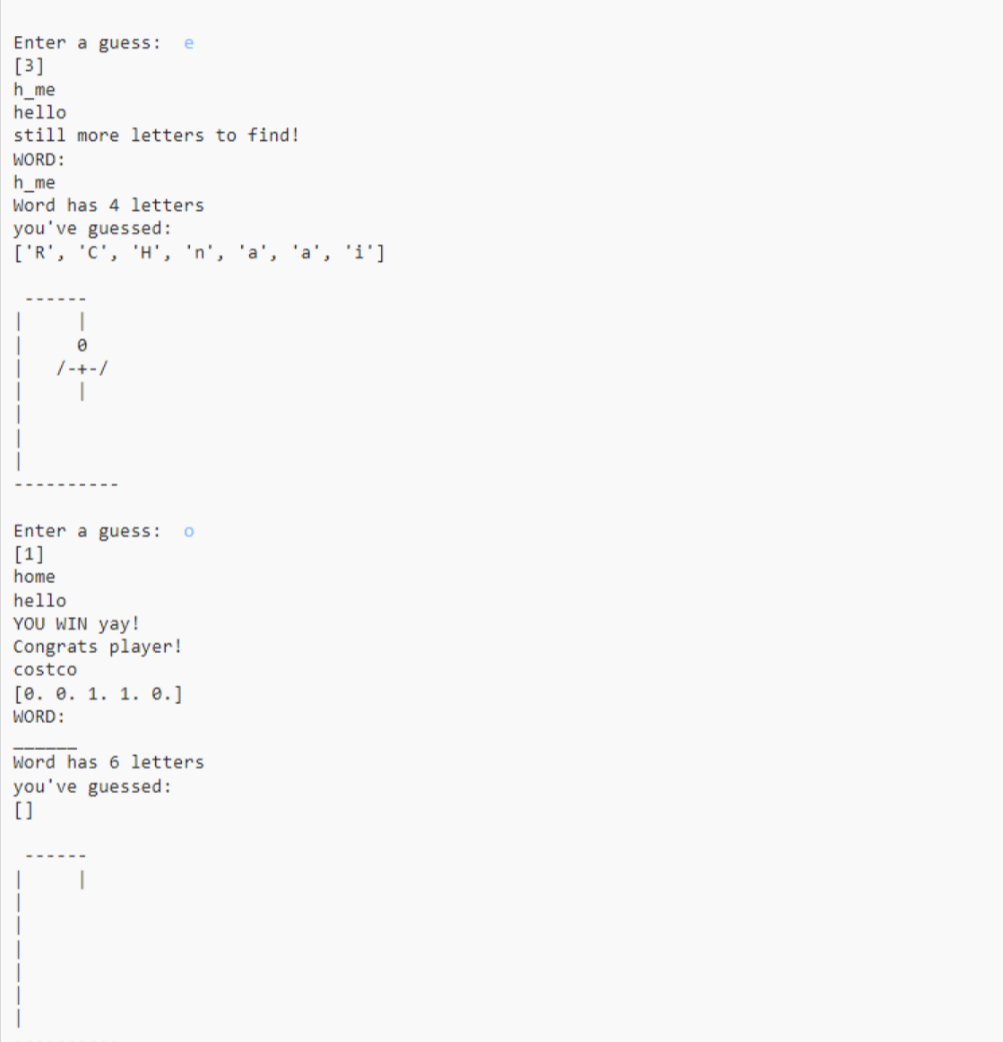 Enter a guess:  e
[3]
h_me
hello
still more letters to find!
WORD:
h_me
Word has 4 letters
you've guessed:
['R', 'C', 'H', 'n', 'a', 'a', 'i']
 ------
|     |
|     0
|   /-+-/
|     |
|
|
|
----------
Enter a guess:  o
[1]
home
hello
YOU WIN yay!
Congrats player!
costco
[0. 0. 1. 1. 0.]
WORD:
______
Word has 6 letters
you've guessed:
[]
 ------
|     |
|
|
|
|
|
|
----------